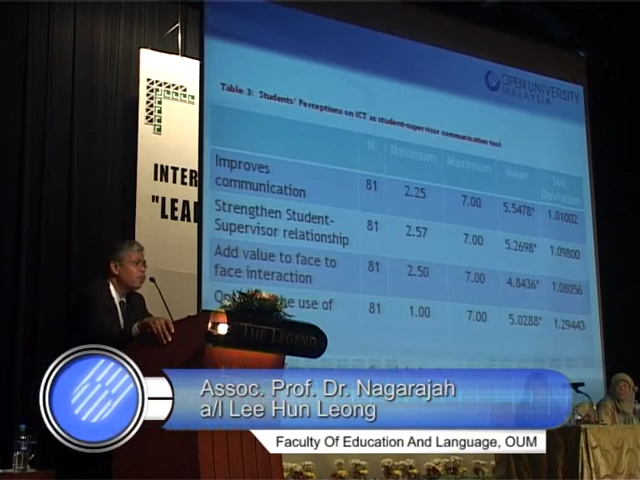 OPEN UNIVERSITY
MALAYSIA
Table 3: Students' Perceptions on ICT as student-supervisor communication tool
N Minimum Maximum Mean Std. Deviation
Improves communication 81 2.25 7.00 5.5478* 1.01002
Strengthen Student-Supervisor relationship 81 2.57 7.00 5.2698* 1.09800
Add value to face to face interaction 81 2.50 7.00 4.8436* 1.08056
the use of 81 1.00 7.00 5.0288* 1.29443
INTER
"LEA
THE LEGEND
Assoc. Prof. Dr. Nagarajah
a/l Lee Hun Leong
Faculty Of Education And Language, OUM